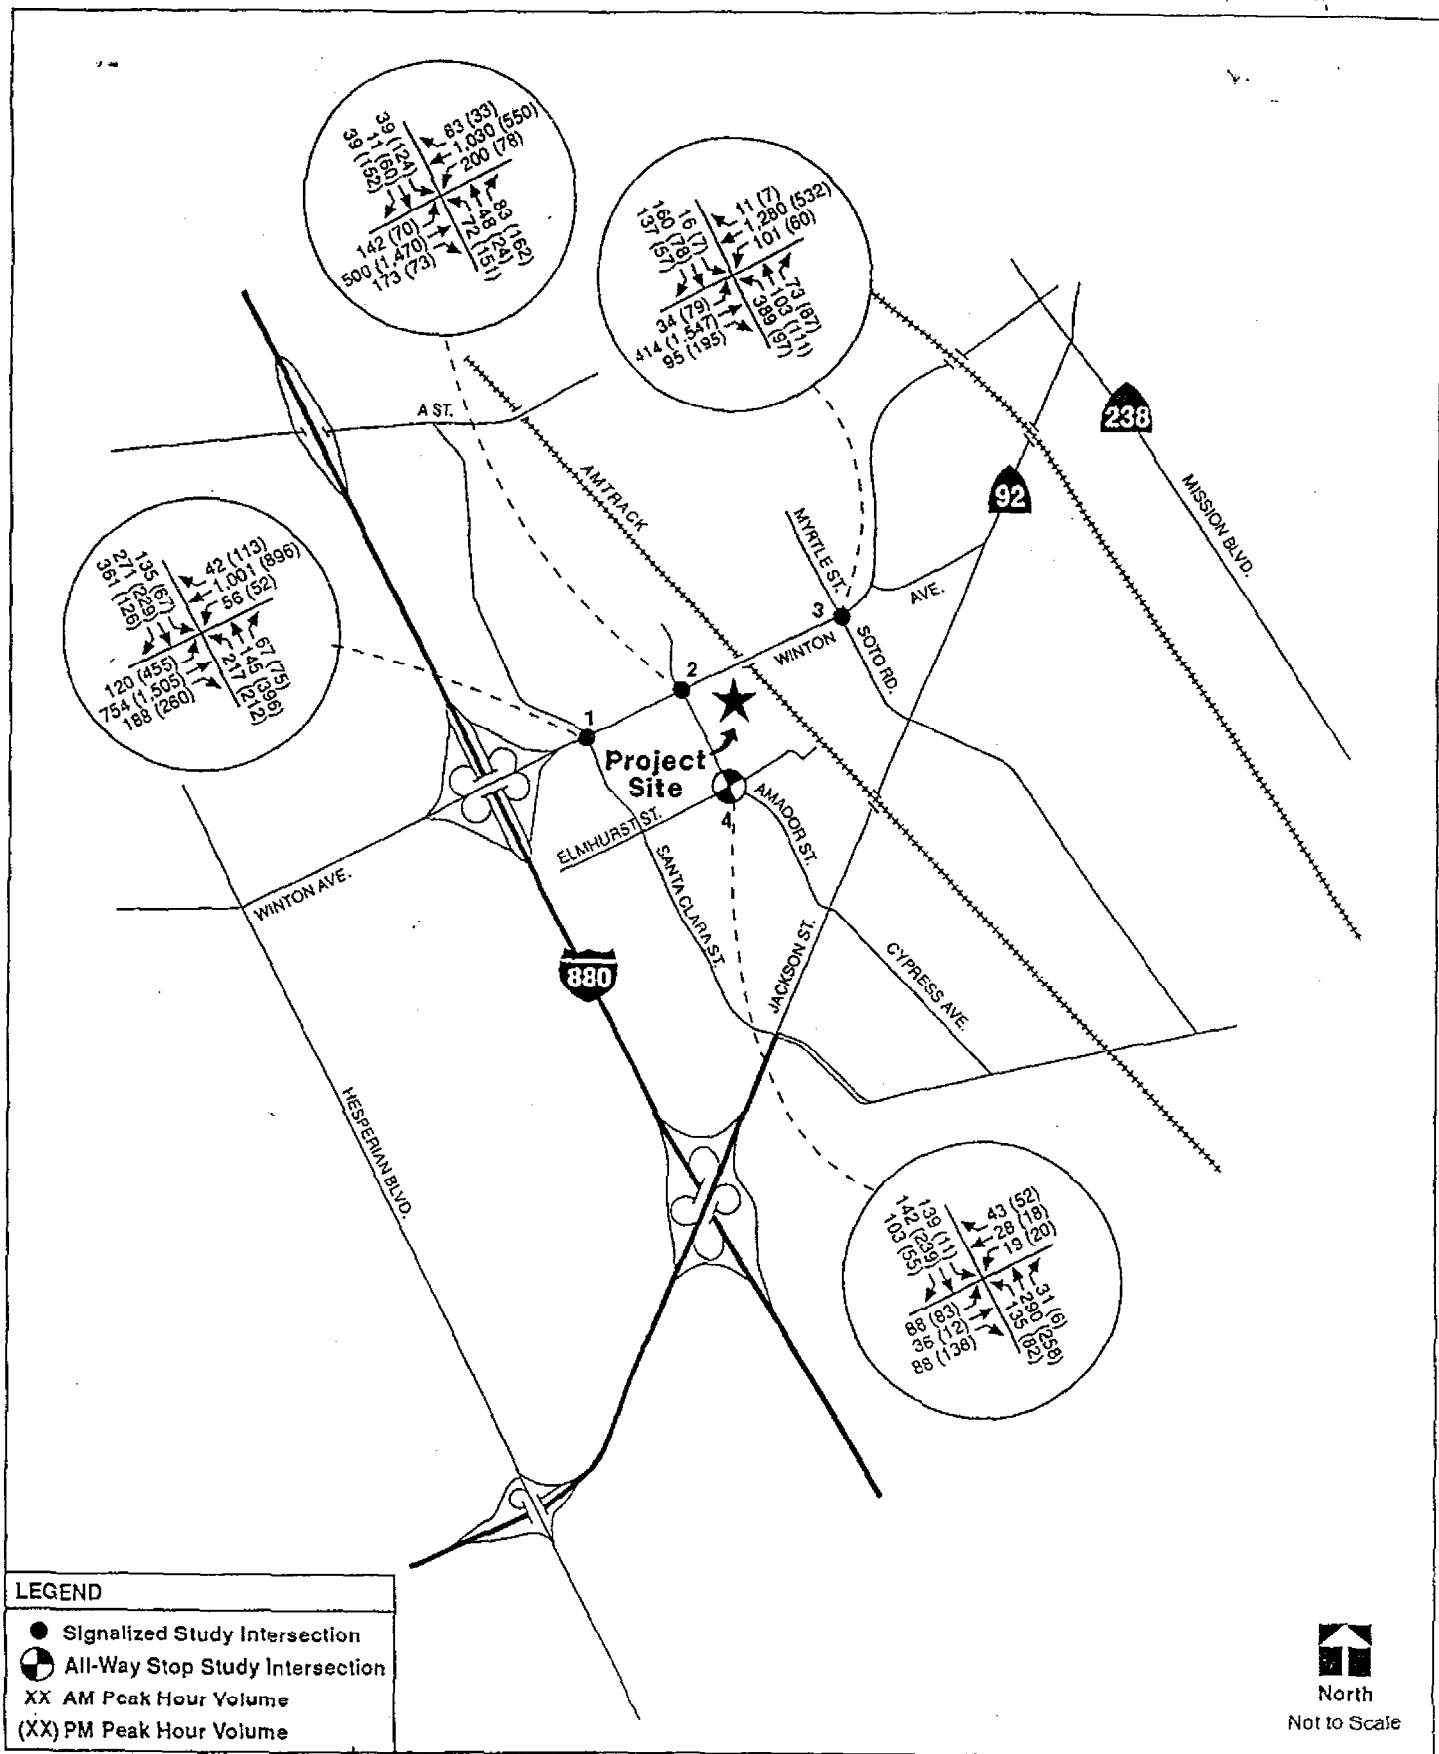 39 (124)
11 (60)
39 (152)
83 (33)
1,030 (550)
200 (78)
142 (70)
500 (1,470)
173 (73)
83 (162)
48 (24)
72 (151)
16 (7)
160 (78)
137 (57)
11 (7)
1,280 (532)
101 (60)
34 (79)
414 (1,547)
95 (195)
73 (87)
103 (111)
389 (97)
A ST.
238
AMTRACK
92
MISSION BLVD.
MYRTLE ST.
135 (67)
271 (229)
361 (126)
42 (113)
1,001 (896)
56 (52)
120 (455)
754 (1,505)
188 (260)
67 (75)
145 (396)
217 (212)
AVE.
3
WINTON
SOTO RD.
2
1
Project
Site
4
AMADOR ST.
ELMHURST ST.
SANTA CLARA ST.
WINTON AVE.
880
JACKSON ST.
CYPRESS AVE.
HESPERIAN BLVD.
139 (11)
142 (239)
103 (55)
43 (52)
28 (18)
19 (20)
88 (83)
36 (12)
88 (138)
31 (6)
290 (258)
135 (82)
LEGEND
Signalized Study Intersection
All-Way Stop Study Intersection
XX AM Peak Hour Volume
(XX) PM Peak Hour Volume
North
Not to Scale